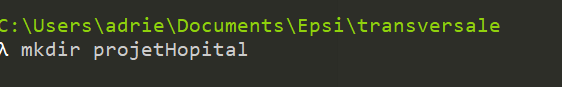 C:\Users\adrie\Documents\Epsi\transversale
λ mkdir projetHopital